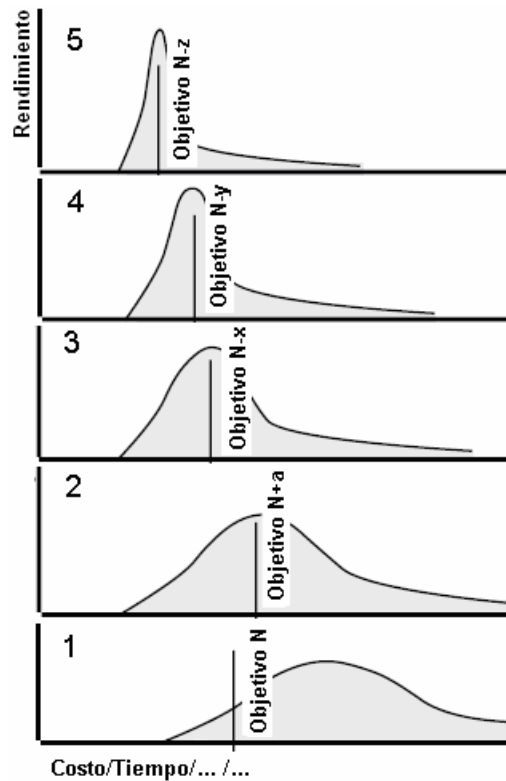 Rendimiento
5
Objetivo N-z
4
Objetivo N-y
3
Objetivo N-x
2
Objetivo N+a
1
Objetivo N
Costo/Tiempo/... /...